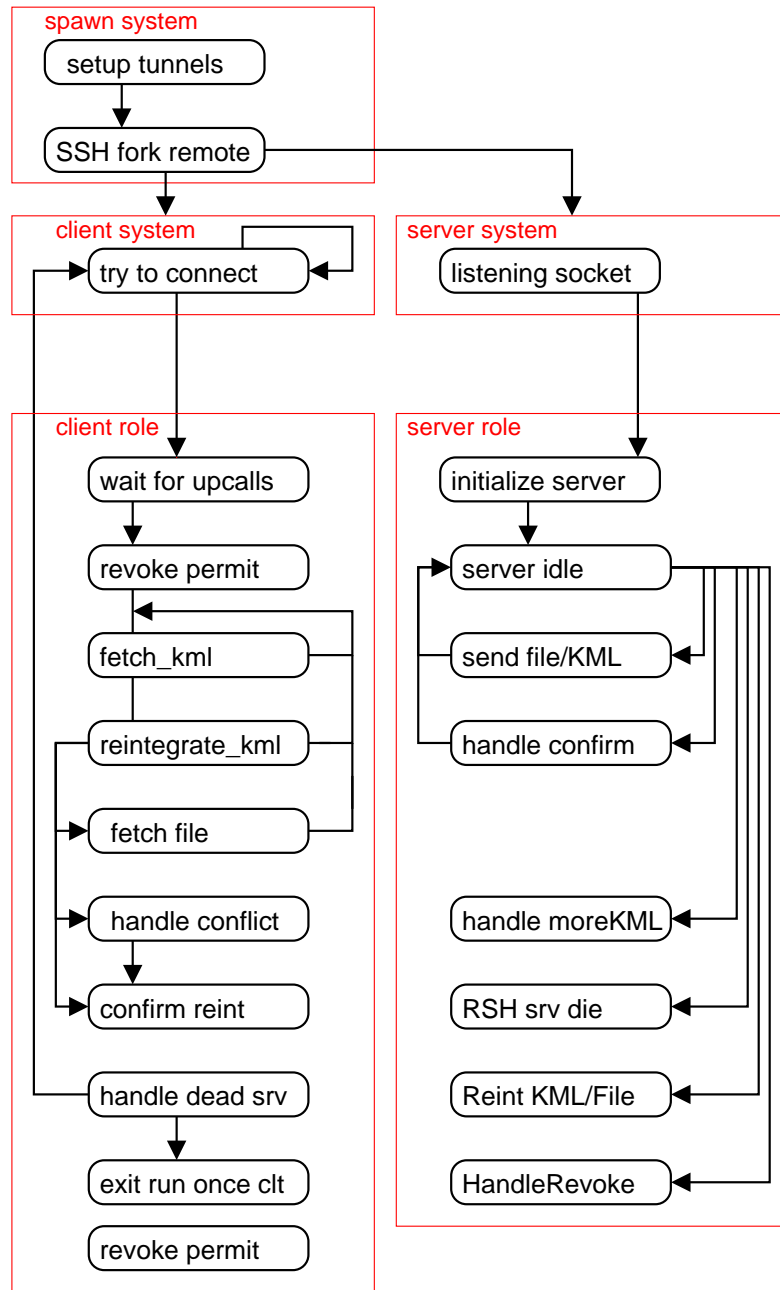 spawn system
setup tunnels
SSH fork remote
client system
try to connect
server system
listening socket
client role
wait for upcalls
revoke permit
fetch_kml
reintegrate_kml
fetch file
handle conflict
confirm reint
handle dead srv
exit run once clt
revoke permit
server role
initialize server
server idle
send file/KML
handle confirm
handle moreKML
RSH srv die
Reint KML/File
HandleRevoke